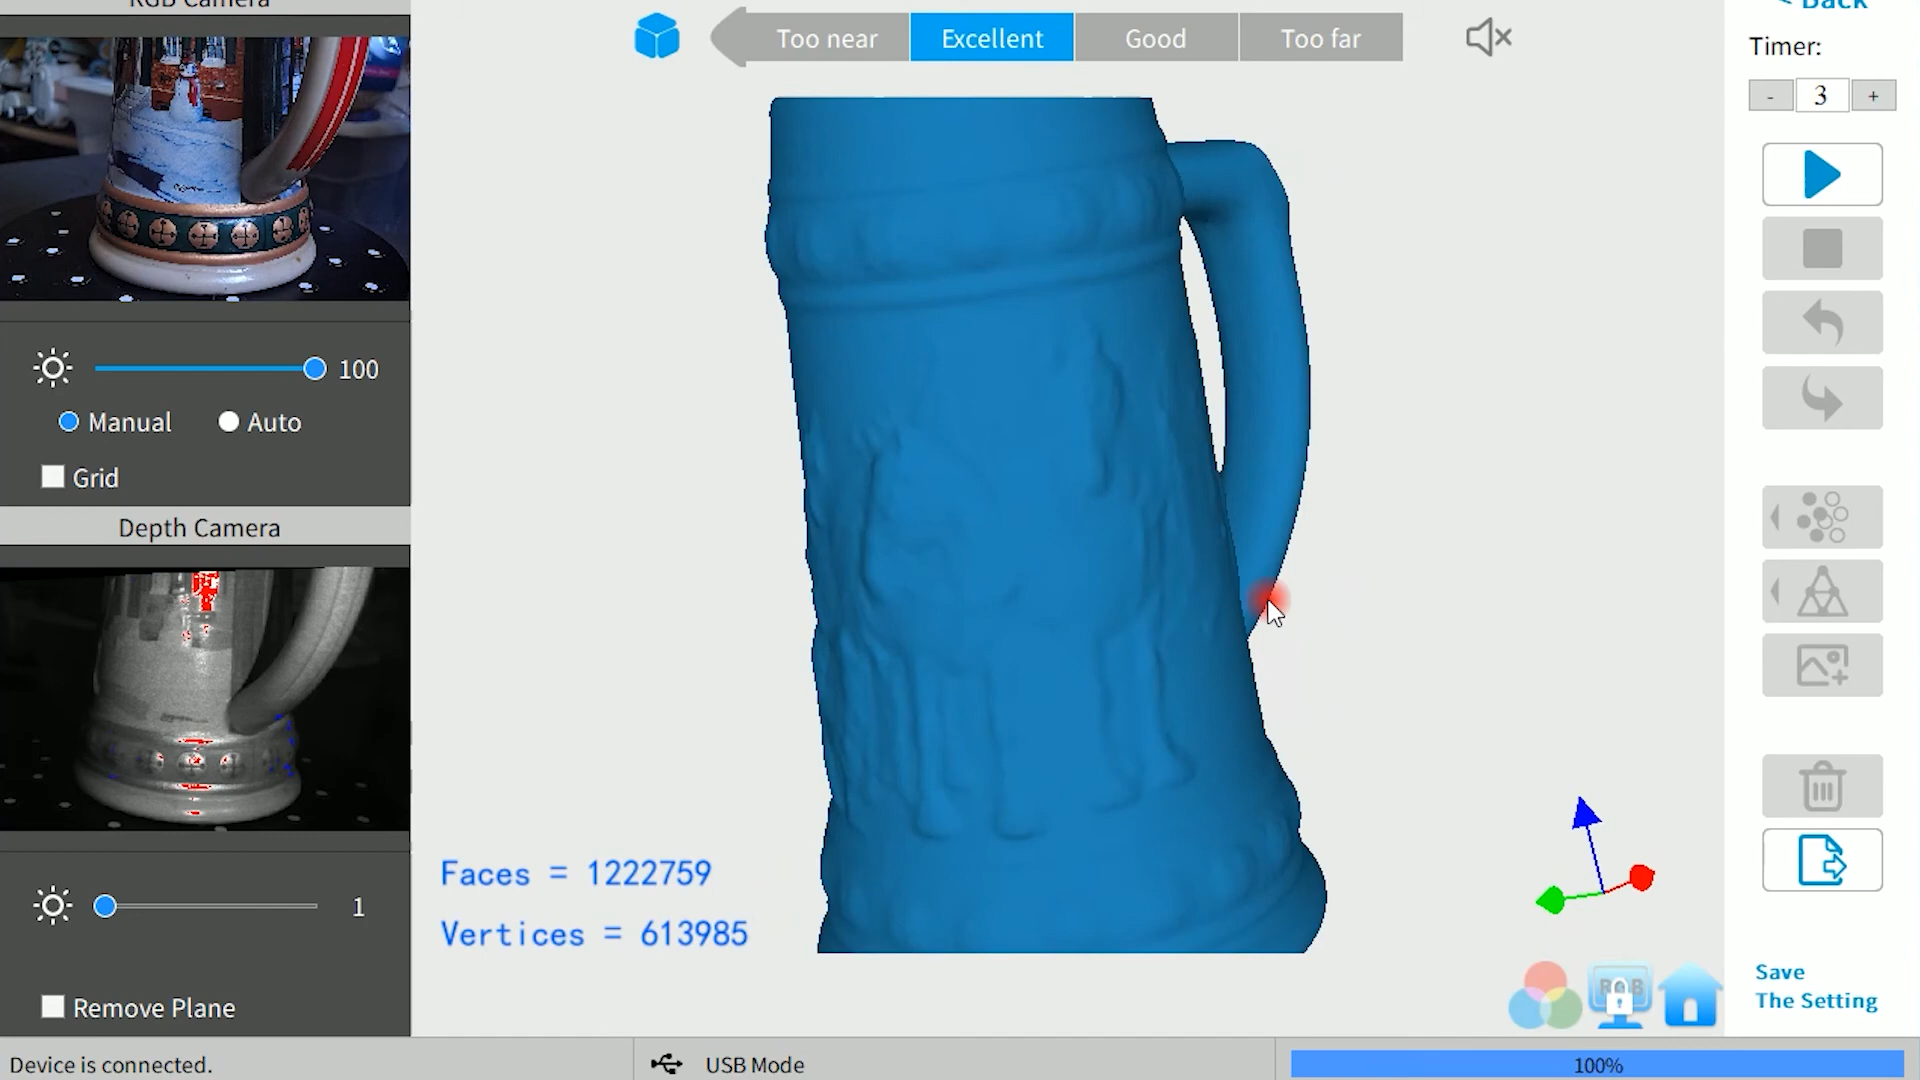 RGB Camera
100
Manual
Auto
Grid
Depth Camera
1
Remove Plane
Too near
Excellent
Good
Too far
Faces = 1222759
Vertices = 613985
< Back
Timer:
- 3 +
RGB
Save
The Setting
Device is connected.
USB Mode
100%